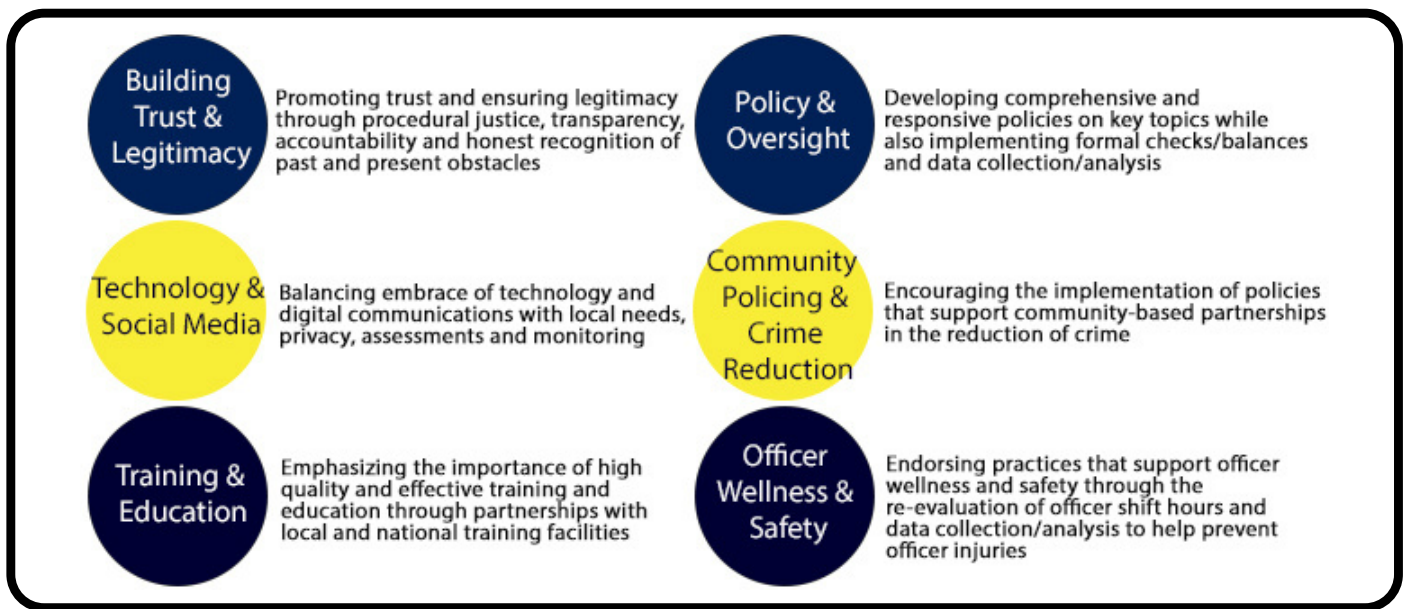 Building
Trust &
Legitimacy
Promoting trust and ensuring legitimacy
through procedural justice, transparency,
accountability and honest recognition of
past and present obstacles
Policy &
Oversight
Developing comprehensive and
responsive policies on key topics while
also implementing formal checks/balances
and data collection/analysis
Technology &
Social Media
Balancing embrace of technology and
digital communications with local needs,
privacy, assessments and monitoring
Community
Policing &
Crime
Reduction
Encouraging the implementation of policies
that support community-based partnerships
in the reduction of crime
Training &
Education
Emphasizing the importance of high
quality and effective training and
education through partnerships with
local and national training facilities
Officer
Wellness &
Safety
Endorsing practices that support officer
wellness and safety through the
re-evaluation of officer shift hours and
data collection/analysis to help prevent
officer injuries